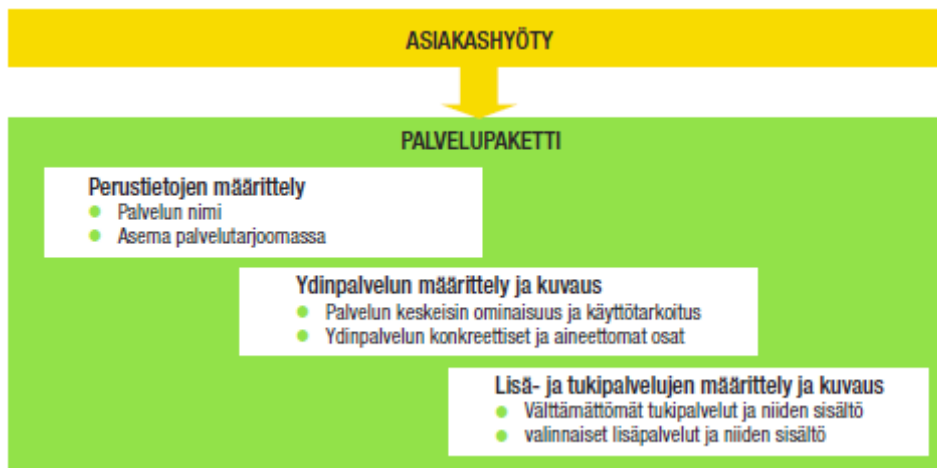 ASIAKASHYÖTY
PALVELUPAKETTI
Perustietojen määrittely
● Palvelun nimi
● Asema palvelutarjoomassa
Ydinpalvelun määrittely ja kuvaus
● Palvelun keskeisin ominaisuus ja käyttötarkoitus
● Ydinpalvelun konkreettiset ja aineettomat osat
Lisä- ja tukipalvelujen määrittely ja kuvaus
● Välttämättömät tukipalvelut ja niiden sisältö
● valinnaiset lisäpalvelut ja niiden sisältö